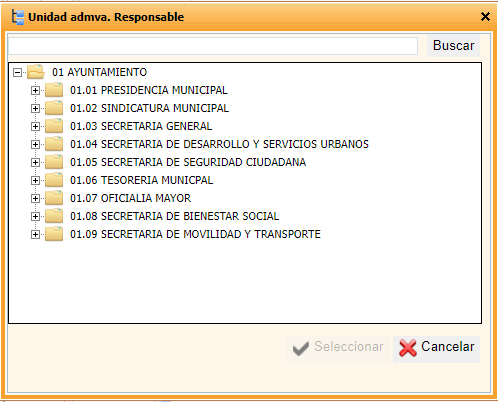 Unidad admva. Responsable
Buscar
01 AYUNTAMIENTO
01.01 PRESIDENCIA MUNICIPAL
01.02 SINDICATURA MUNICIPAL
01.03 SECRETARIA GENERAL
01.04 SECRETARIA DE DESARROLLO Y SERVICIOS URBANOS
01.05 SECRETARIA DE SEGURIDAD CIUDADANA
01.06 TESORERIA MUNICPAL
01.07 OFICIALIA MAYOR
01.08 SECRETARIA DE BIENESTAR SOCIAL
01.09 SECRETARIA DE MOVILIDAD Y TRANSPORTE
Seleccionar Cancelar